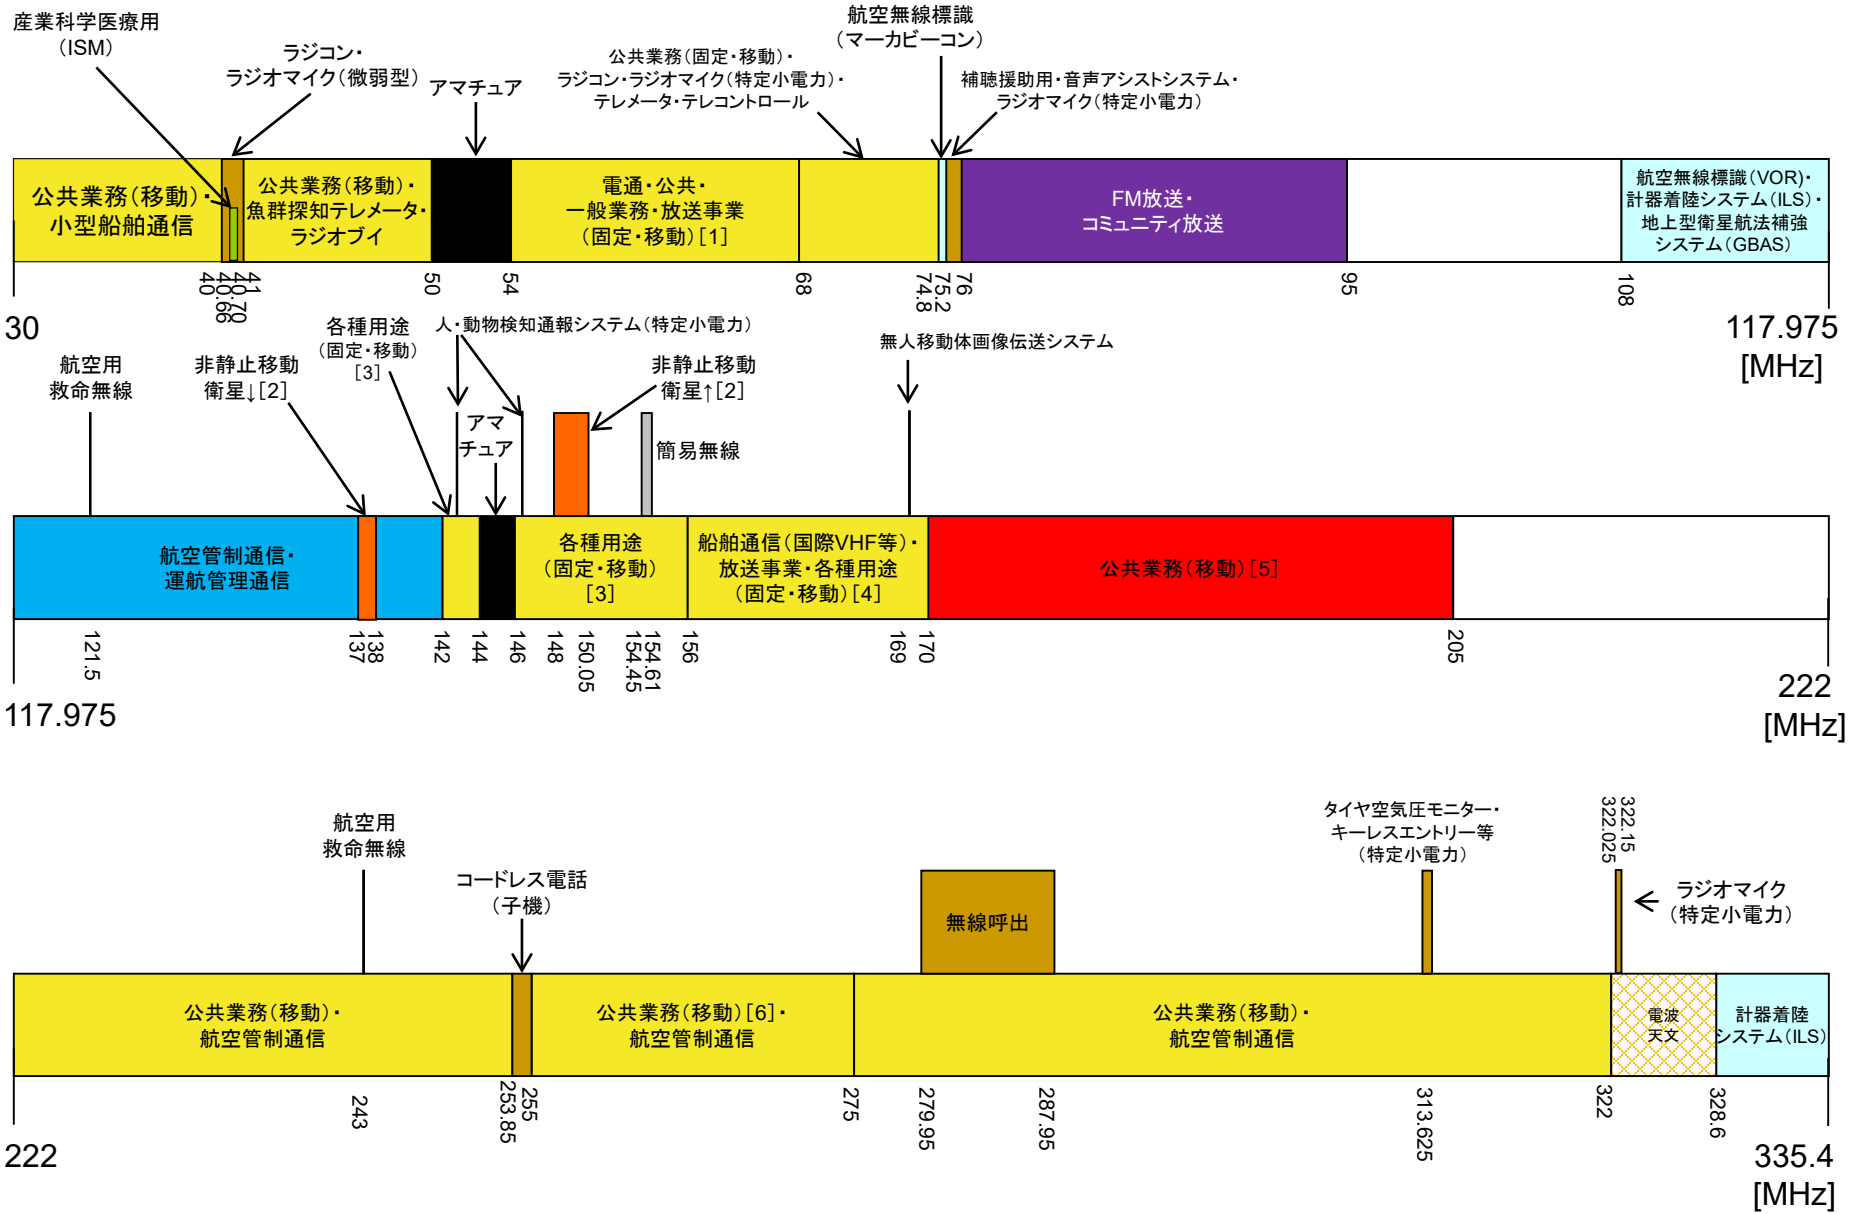 産業科学医療用
（ISM）
ラジコン・
ラジオマイク（微弱型）
アマチュア
公共業務（固定・移動）・
ラジコン・ラジオマイク（特定小電力）・
テレメータ・テレコントロール
航空無線標識
（マーカビーコン）
補聴援助用・音声アシストシステム・
ラジオマイク（特定小電力）
公共業務（移動）・
小型船舶通信
公共業務（移動）・
魚群探知テレメータ・
ラジオブイ
電通・公共・
一般業務・放送事業
（固定・移動）［1］
FM放送・
コミュニティ放送
航空無線標識（VOR）・
計器着陸システム（ILS）・
地上型衛星航法補強
システム（GBAS）
40
40.66
40.70
41
50
54
68
74.8
75.2
76
95
108
30
117.975
[MHz]
航空用
救命無線
非静止移動
衛星↓［2］
各種用途
（固定・移動）
［3］
人・動物検知通報システム（特定小電力）
アマ
チュア
非静止移動
衛星↑［2］
簡易無線
無人移動体画像伝送システム
航空管制通信・
運航管理通信
各種用途
（固定・移動）
［3］
船舶通信（国際VHF等）・
放送事業・各種用途
（固定・移動）［4］
公共業務（移動）［5］
121.5
137
138
142
144
146
148
150.05
154.45
154.61
156
169
170
205
117.975
222
[MHz]
航空用
救命無線
コードレス電話
（子機）
無線呼出
タイヤ空気圧モニター・
キーレスエントリー等
（特定小電力）
322.025
322.15
ラジオマイク
（特定小電力）
公共業務（移動）・
航空管制通信
公共業務（移動）［6］・
航空管制通信
公共業務（移動）・
航空管制通信
電波
天文
計器着陸
システム（ILS）
243
253.85
255
275
279.95
287.95
313.625
322
328.6
222
335.4
[MHz]